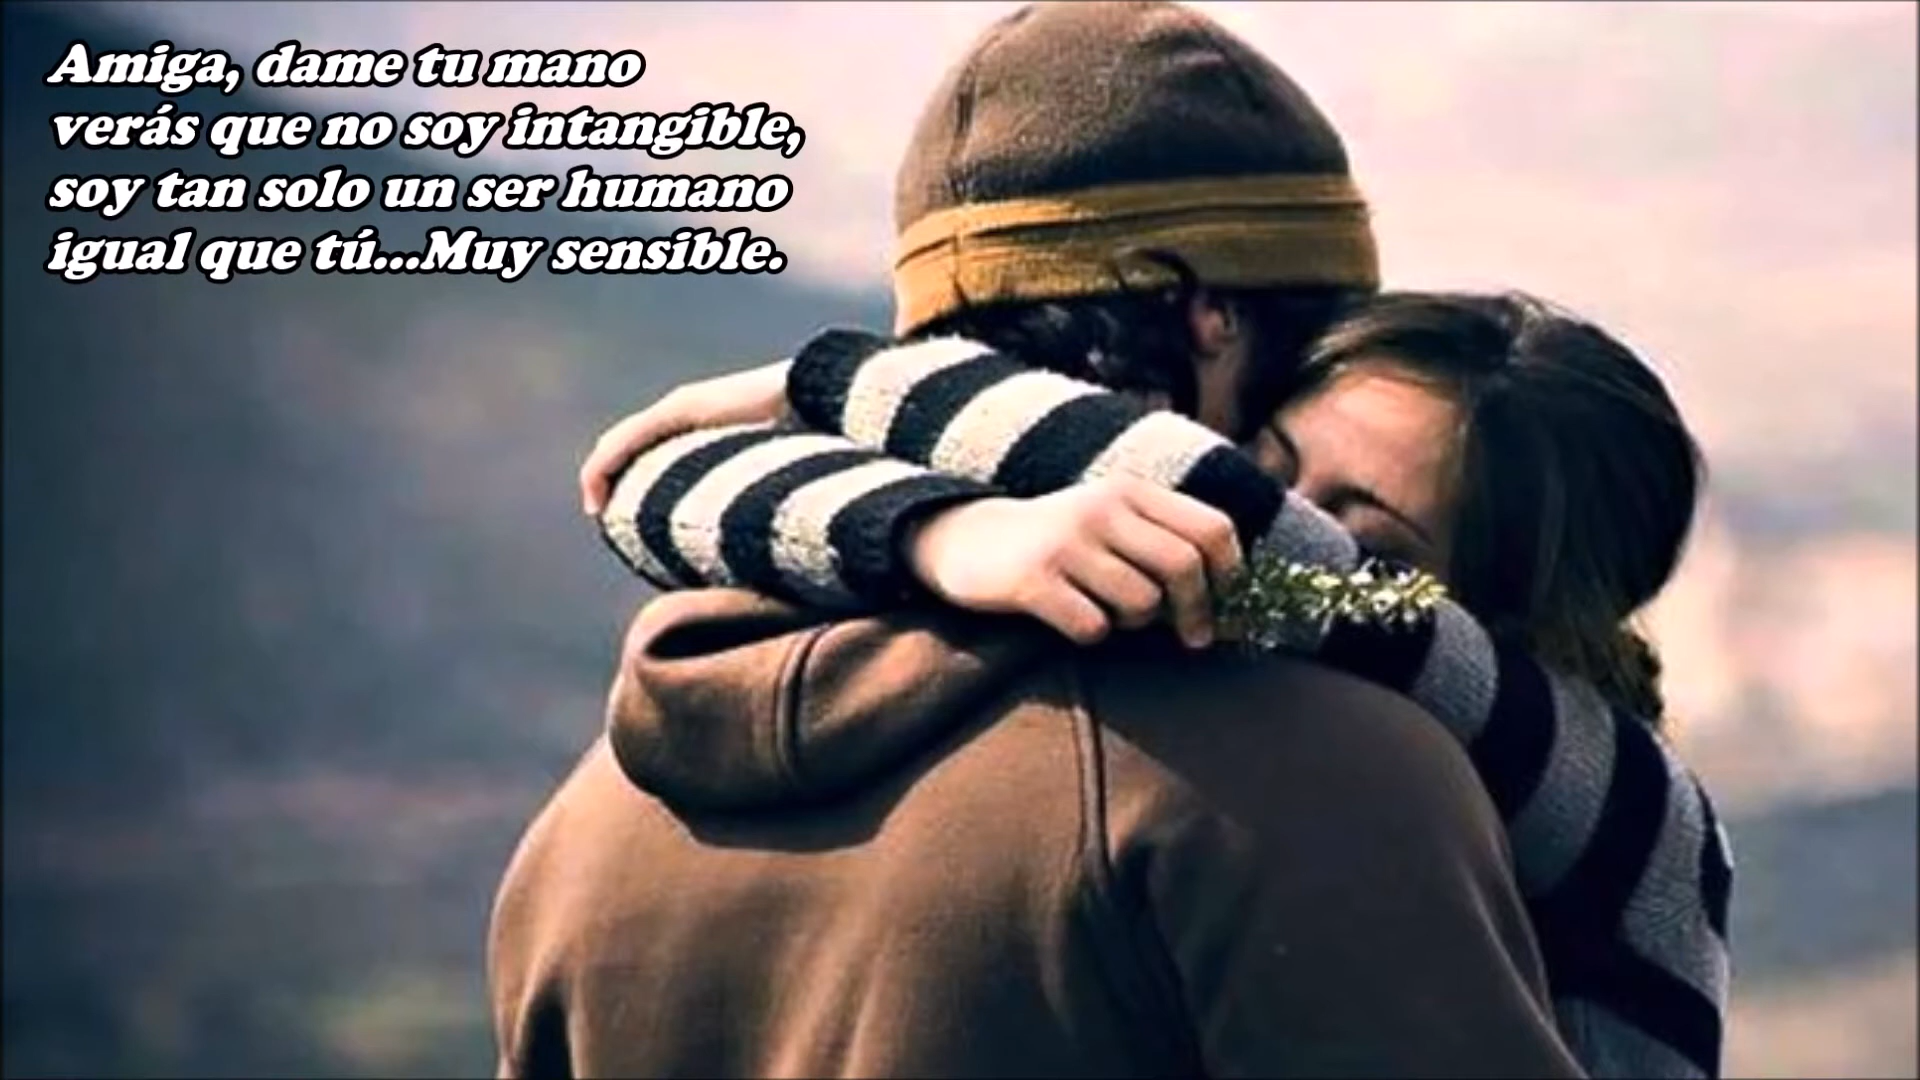 Amiga, dame tu mano
verás que no soy intangible,
soy tan solo un ser humano
igual que tú...Muy sensible.